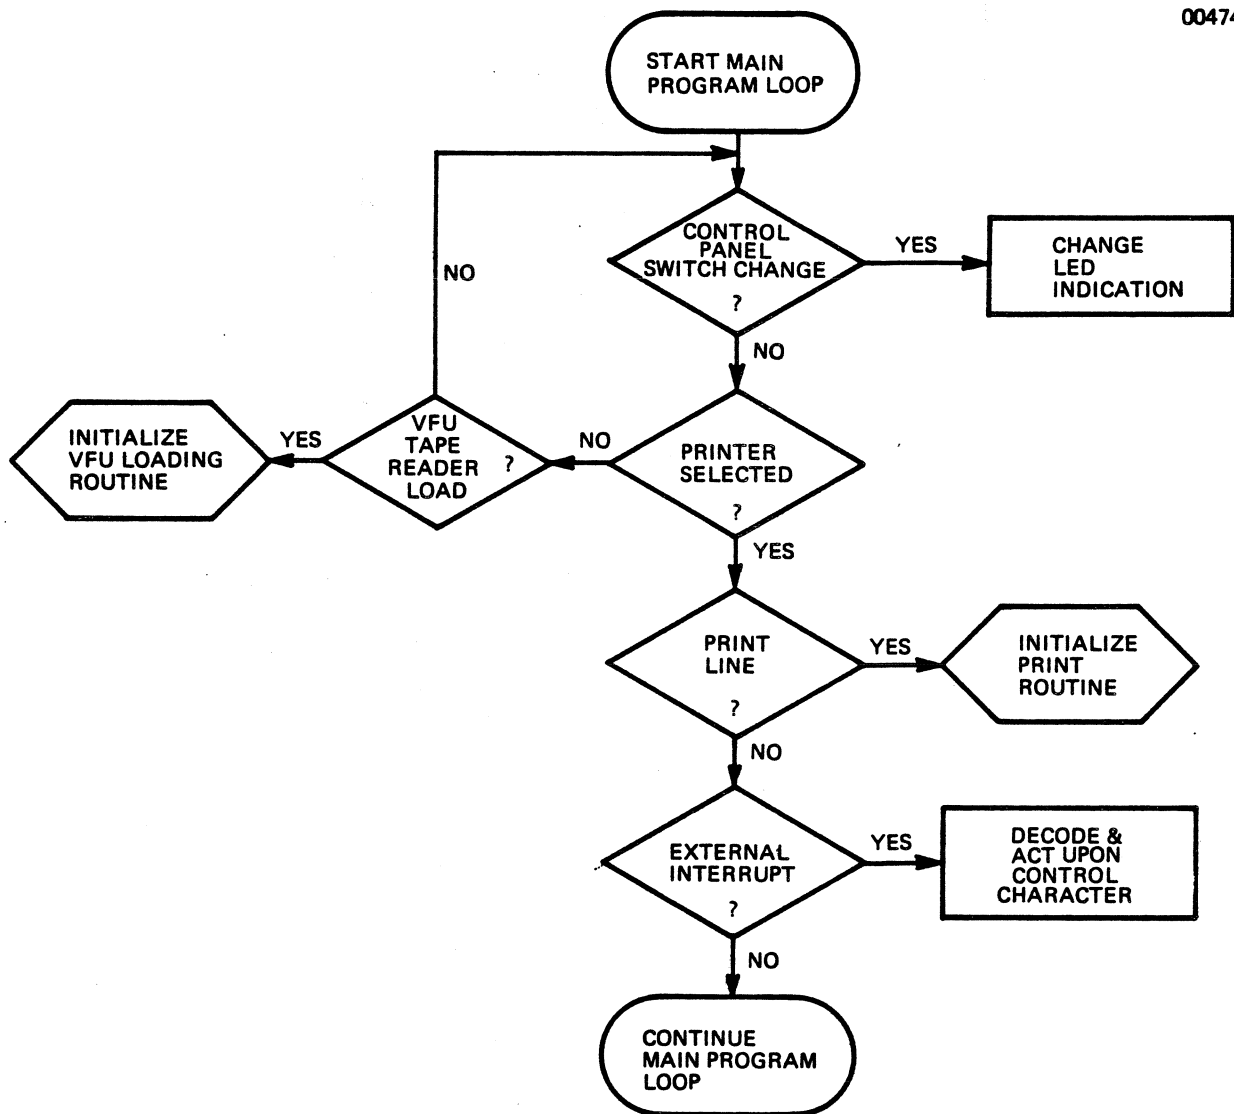 00474
START MAIN
PROGRAM LOOP
CONTROL
PANEL
SWITCH CHANGE
?
YES
CHANGE
LED
INDICATION
NO
NO
PRINTER
SELECTED
?
NO
VFU
TAPE
READER ?
LOAD
YES
INITIALIZE
VFU LOADING
ROUTINE
YES
PRINT
LINE
?
YES
INITIALIZE
PRINT
ROUTINE
NO
EXTERNAL
INTERRUPT
?
YES
DECODE &
ACT UPON
CONTROL
CHARACTER
NO
CONTINUE
MAIN PROGRAM
LOOP